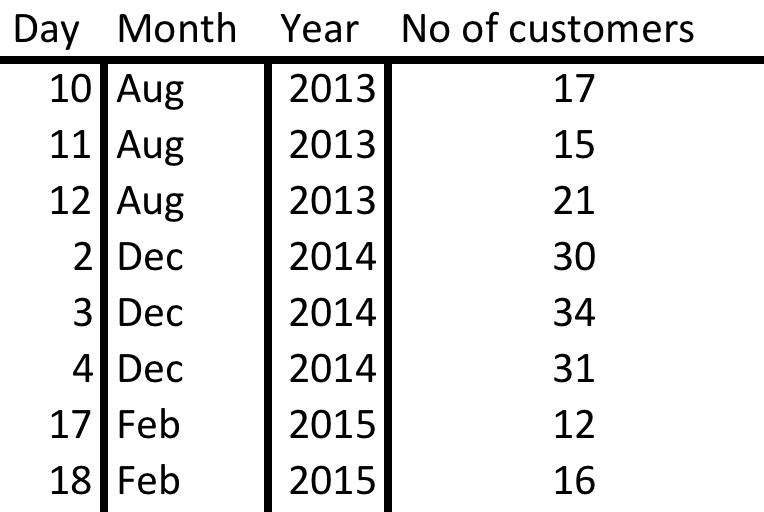 Day Month Year No of customers
10 Aug 2013 17
11 Aug 2013 15
12 Aug 2013 21
2 Dec 2014 30
3 Dec 2014 34
4 Dec 2014 31
17 Feb 2015 12
18 Feb 2015 16